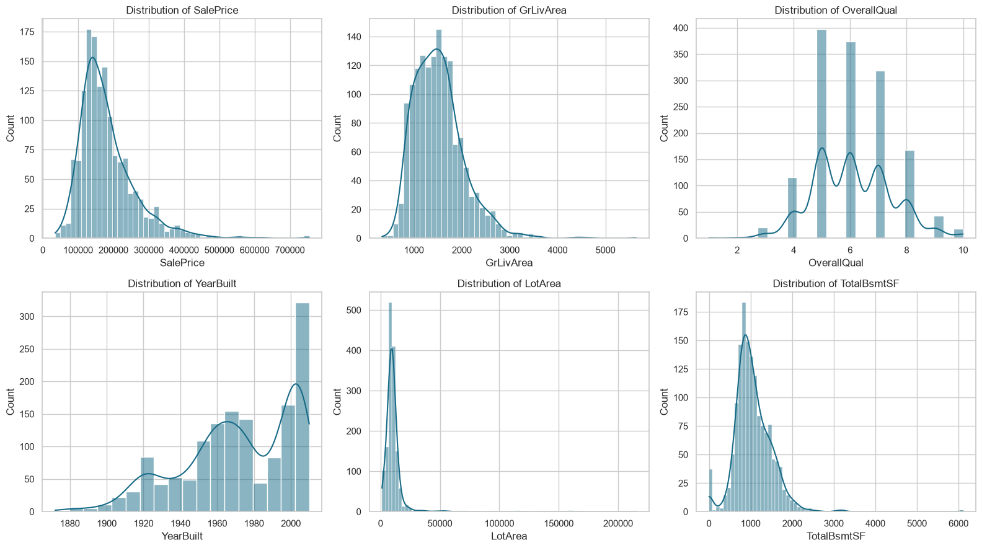 Distribution of SalePrice
Count
175
150
125
100
75
50
25
0
0 100000 200000 300000 400000 500000 600000 700000
SalePrice
Distribution of GrLivArea
Count
140
120
100
80
60
40
20
0
1000 2000 3000 4000 5000
GrLivArea
Distribution of OverallQual
Count
400
350
300
250
200
150
100
50
0
2 4 6 8 10
OverallQual
Distribution of YearBuilt
Count
300
250
200
150
100
50
0
1880 1900 1920 1940 1960 1980 2000
YearBuilt
Distribution of LotArea
Count
500
400
300
200
100
0
0 50000 100000 150000 200000
LotArea
Distribution of TotalBsmtSF
Count
175
150
125
100
75
50
25
0
0 1000 2000 3000 4000 5000 6000
TotalBsmtSF